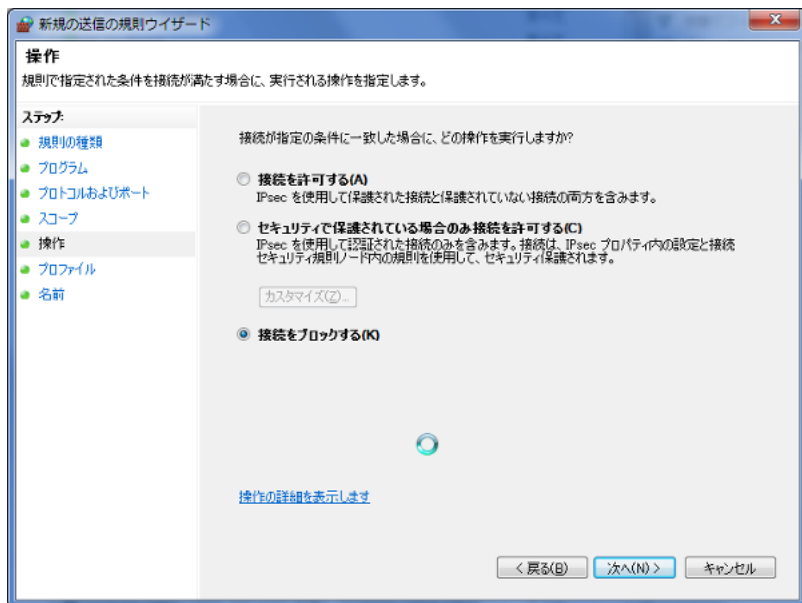 新規の送信の規則ウィザード
操作
規則で指定された条件を接続が満たす場合に、実行される操作を指定します。
ステップ:
規則の種類
プログラム
プロトコルおよびポート
スコープ
操作
プロファイル
名前
接続が指定の条件に一致した場合に、どの操作を実行しますか?
接続を許可する(A)
IPsec を使用して保護された接続と保護されていない接続の両方を含みます。
セキュリティで保護されている場合のみ接続を許可する(C)
IPsec を使用して認証された接続のみを含みます。接続は、IPsec プロパティ内の設定と接続
セキュリティ規則ノード内の規則を使用して、セキュリティ保護されます。
カスタマイズ(Z)...
接続をブロックする(K)
操作の詳細を表示します
< 戻る(B)
次へ(N) >
キャンセル